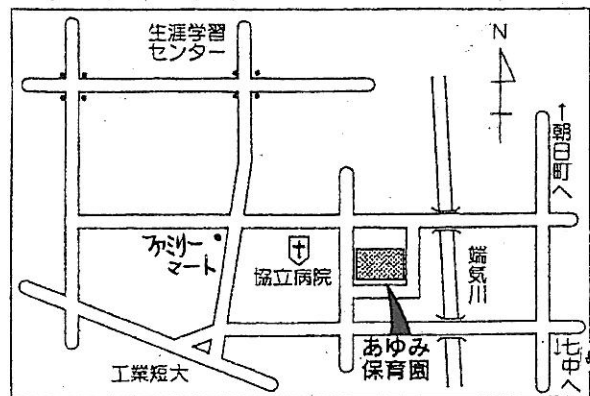 生涯学習
センター
N
↑朝日町へ
ファミリー
マート
協立病院
端気川
あゆみ
保育園
工業短大
↓七中へ